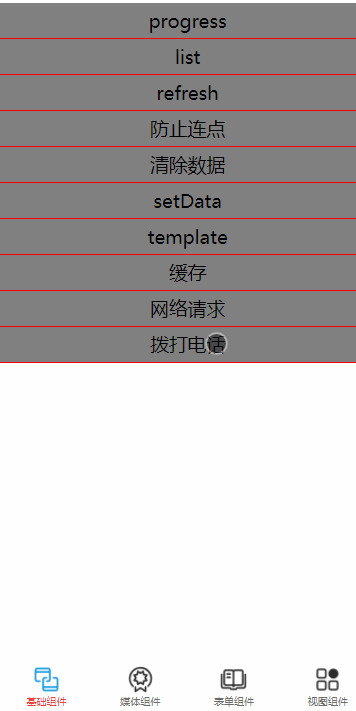 progress
list
refresh
防止连点
清除数据
setData
template
缓存
网络请求
拨打电话
基础组件
媒体组件
表单组件
视图组件